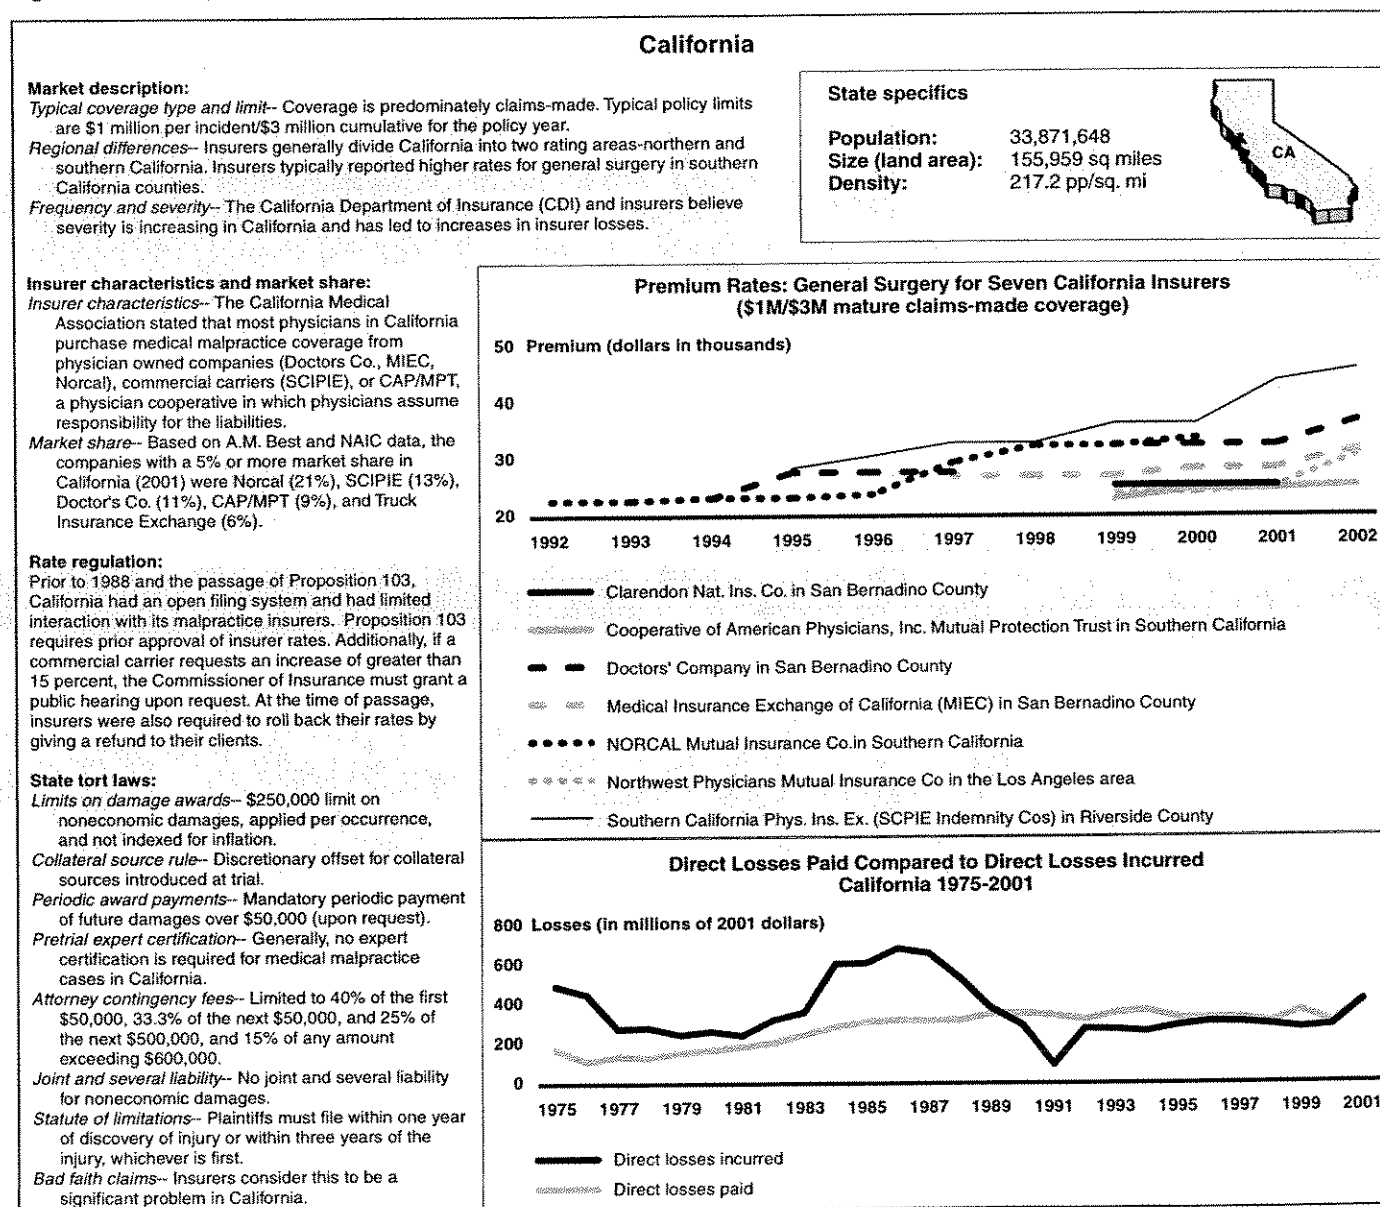 California
Market description:
Typical coverage type and limit-- Coverage is predominately claims-made. Typical policy limits
are $1 million per incident/$3 million cumulative for the policy year.
Regional differences-- Insurers generally divide California into two rating areas-northern and
southern California. Insurers typically reported higher rates for general surgery in southern
California counties.
Frequency and severity-- The California Department of Insurance (CDI) and insurers believe
severity is increasing in California and has led to increases in insurer losses.
State specifics
Population: 33,871,648
Size (land area): 155,959 sq miles
Density: 217.2 pp/sq. mi
CA
Insurer characteristics and market share:
Insurer characteristics-- The California Medical
Association stated that most physicians in California
purchase medical malpractice coverage from
physician owned companies (Doctors Co., MIEC,
Norcal), commercial carriers (SCIPIE), or CAP/MPT,
a physician cooperative in which physicians assume
responsibility for the liabilities.
Market share-- Based on A.M. Best and NAIC data, the
companies with a 5% or more market share in
California (2001) were Norcal (21%), SCIPIE (13%),
Doctor's Co. (11%), CAP/MPT (9%), and Truck
Insurance Exchange (6%).
Rate regulation:
Prior to 1988 and the passage of Proposition 103,
California had an open filing system and had limited
interaction with its malpractice insurers. Proposition 103
requires prior approval of insurer rates. Additionally, if a
commercial carrier requests an increase of greater than
15 percent, the Commissioner of Insurance must grant a
public hearing upon request. At the time of passage,
insurers were also required to roll back their rates by
giving a refund to their clients.
State tort laws:
Limits on damage awards-- $250,000 limit on
noneconomic damages, applied per occurrence,
and not indexed for inflation.
Collateral source rule-- Discretionary offset for collateral
sources introduced at trial.
Periodic award payments-- Mandatory periodic payment
of future damages over $50,000 (upon request).
Pretrial expert certification-- Generally, no expert
certification is required for medical malpractice
cases in California.
Attorney contingency fees-- Limited to 40% of the first
$50,000, 33.3% of the next $50,000, and 25% of
the next $500,000, and 15% of any amount
exceeding $600,000.
Joint and several liability-- No joint and several liability
for noneconomic damages.
Statute of limitations-- Plaintiffs must file within one year
of discovery of injury or within three years of the
injury, whichever is first.
Bad faith claims-- Insurers consider this to be a
significant problem in California.
Premium Rates: General Surgery for Seven California Insurers
($1M/$3M mature claims-made coverage)
50 Premium (dollars in thousands)
40
30
20
1992 1993 1994 1995 1996 1997 1998 1999 2000 2001 2002
Clarendon Nat. Ins. Co. in San Bernadino County
Cooperative of American Physicians, Inc. Mutual Protection Trust in Southern California
Doctors' Company in San Bernadino County
Medical Insurance Exchange of California (MIEC) in San Bernadino County
NORCAL Mutual Insurance Co.in Southern California
Northwest Physicians Mutual Insurance Co in the Los Angeles area
Southern California Phys. Ins. Ex. (SCPIE Indemnity Cos) in Riverside County
Direct Losses Paid Compared to Direct Losses Incurred
California 1975-2001
800 Losses (in millions of 2001 dollars)
600
400
200
0
1975 1977 1979 1981 1983 1985 1987 1989 1991 1993 1995 1997 1999 2001
Direct losses incurred
Direct losses paid